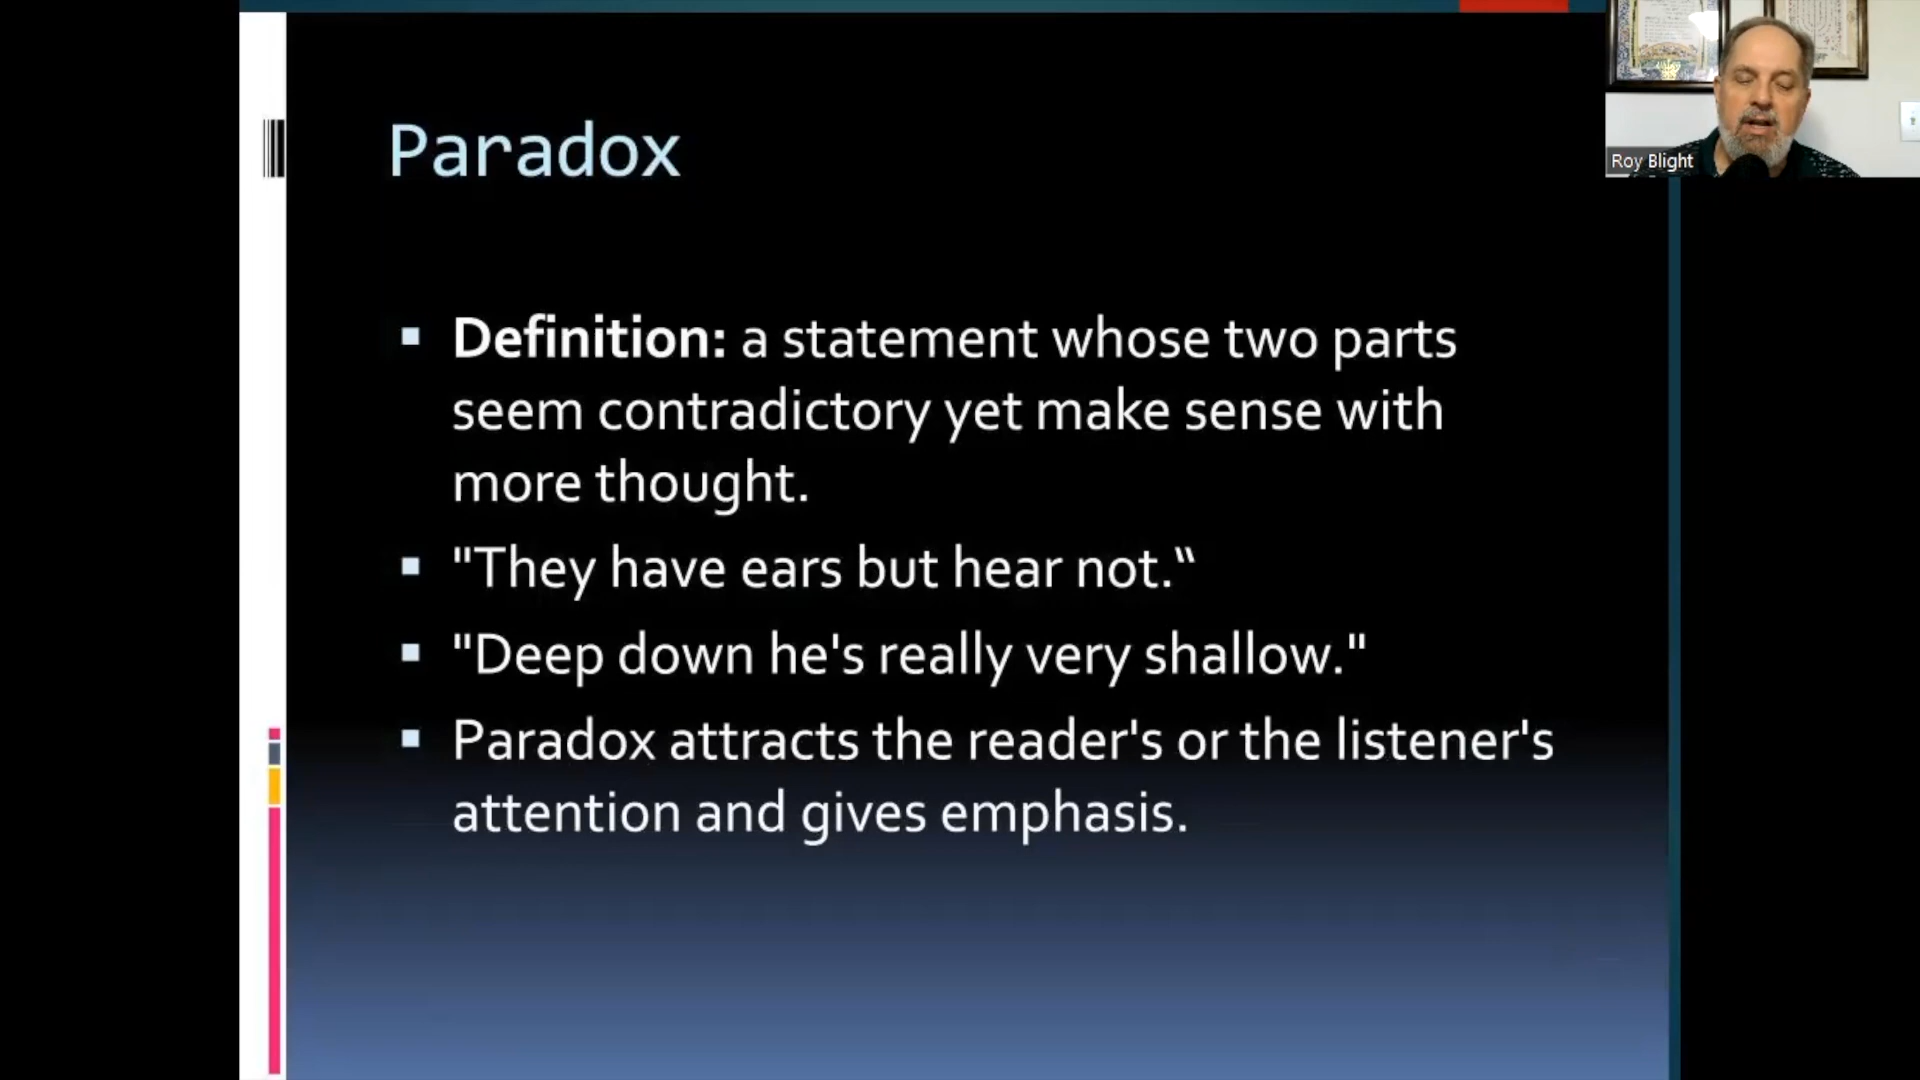 Paradox
Roy Blight
▪ Definition: a statement whose two parts
seem contradictory yet make sense with
more thought.
▪ "They have ears but hear not.“
▪ "Deep down he's really very shallow."
▪ Paradox attracts the reader's or the listener's
attention and gives emphasis.